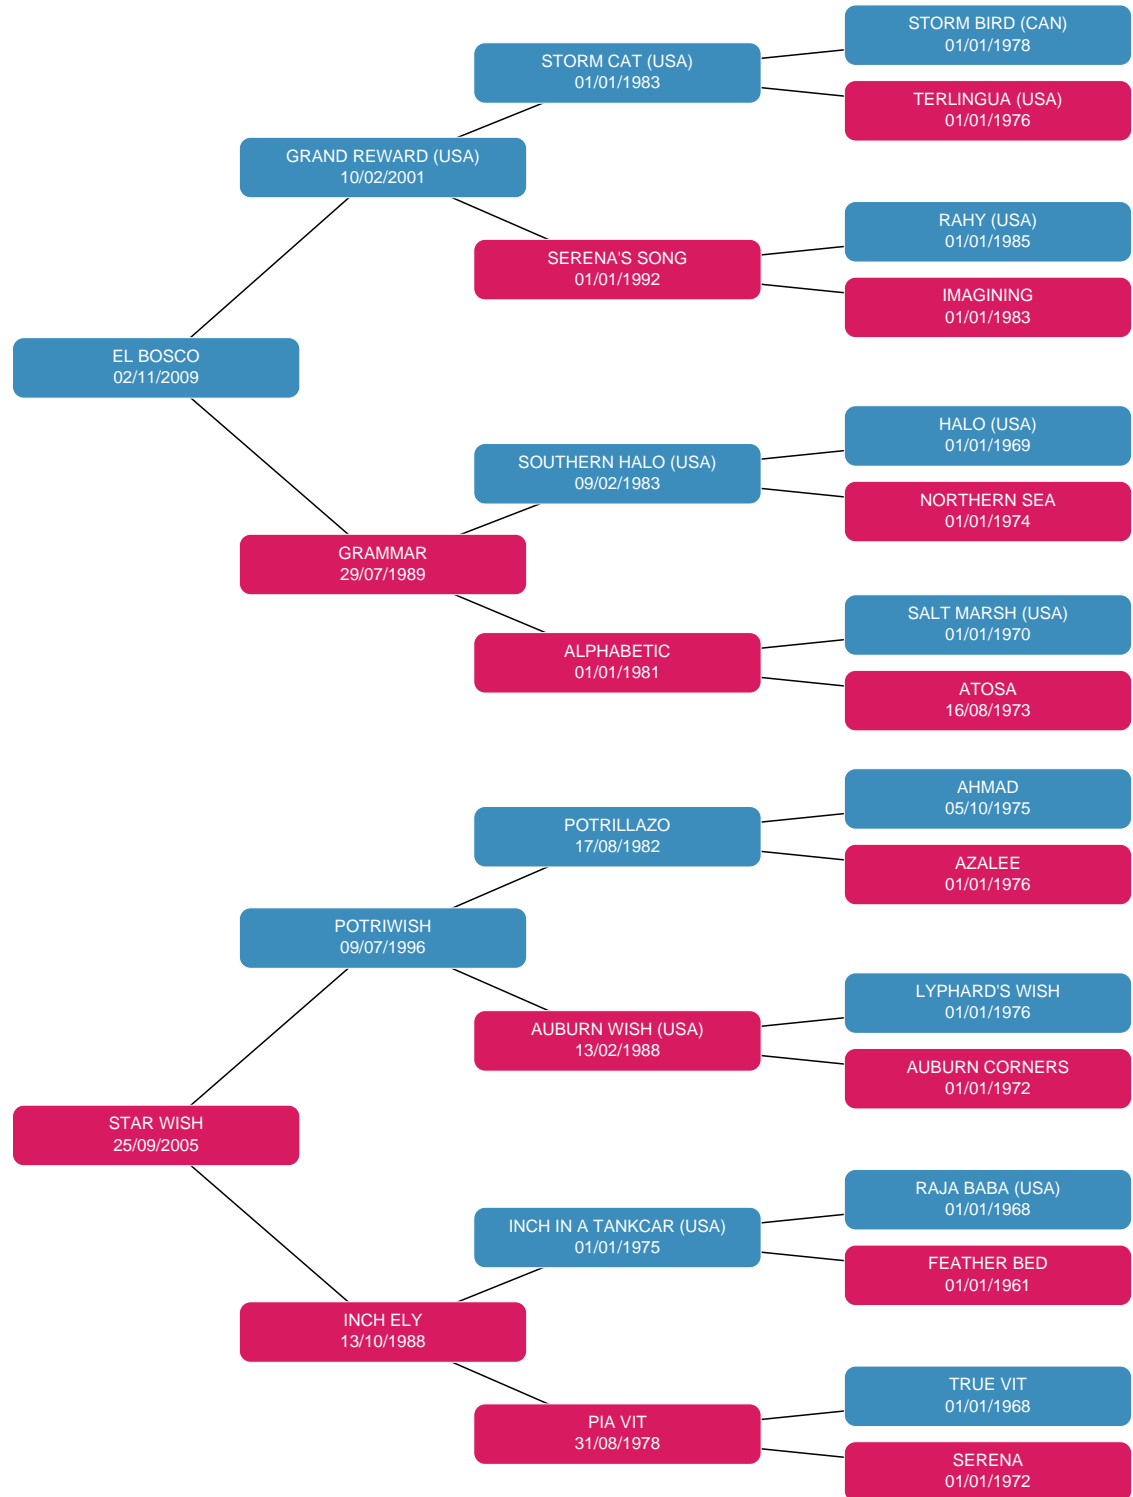 STORM BIRD (CAN)
01/01/1978
STORM CAT (USA)
01/01/1983
TERLINGUA (USA)
01/01/1976
GRAND REWARD (USA)
10/02/2001
RAHY (USA)
01/01/1985
SERENA'S SONG
01/01/1992
IMAGINING
01/01/1983
EL BOSCO
02/11/2009
HALO (USA)
01/01/1969
SOUTHERN HALO (USA)
09/02/1983
NORTHERN SEA
01/01/1974
GRAMMAR
29/07/1989
SALT MARSH (USA)
01/01/1970
ALPHABETIC
01/01/1981
ATOSA
16/08/1973
AHMAD
05/10/1975
POTRILLAZO
17/08/1982
AZALEE
01/01/1976
POTRIWISH
09/07/1996
LYPHARD'S WISH
01/01/1976
AUBURN WISH (USA)
13/02/1988
AUBURN CORNERS
01/01/1972
STAR WISH
25/09/2005
RAJA BABA (USA)
01/01/1968
INCH IN A TANKCAR (USA)
01/01/1975
FEATHER BED
01/01/1961
INCH ELY
13/10/1988
TRUE VIT
01/01/1968
PIA VIT
31/08/1978
SERENA
01/01/1972